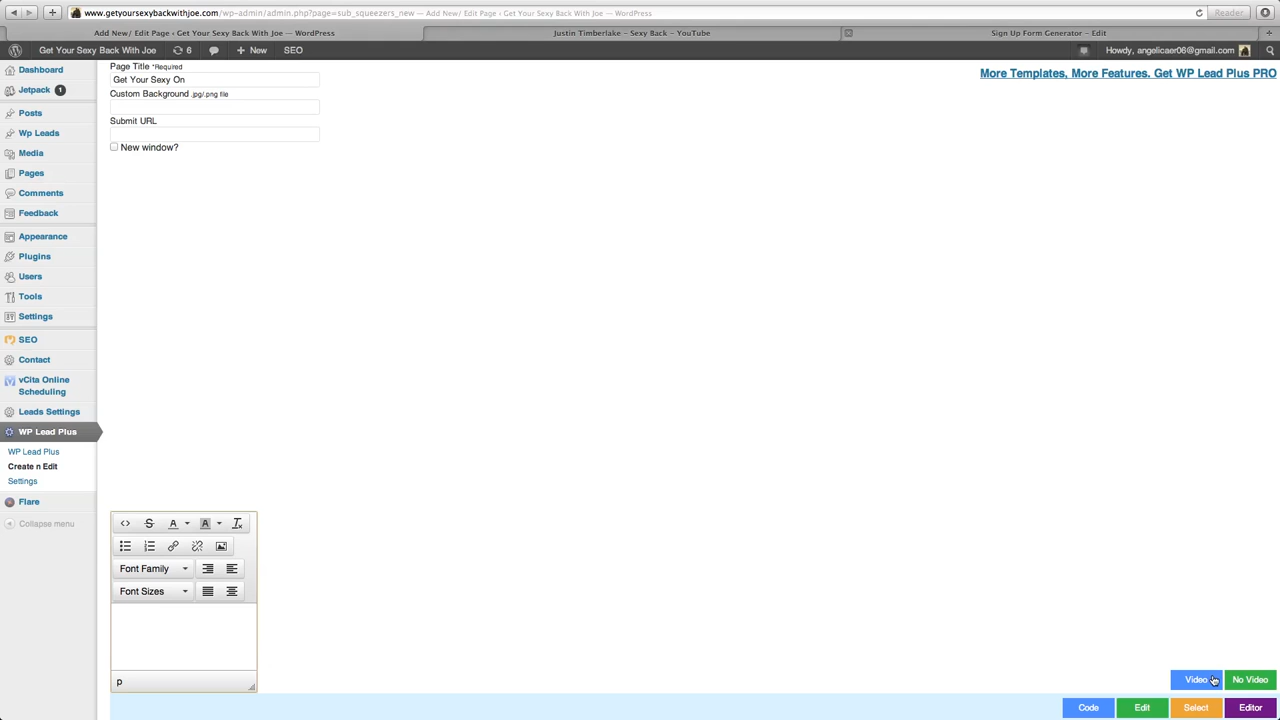 www.getyoursexybackwithjoe.com/wp-admin/admin.php?page=sub_squeezers_new — Add New/ Edit Page ‹ Get Your Sexy Back With Joe — WordPress
Reader
Add New/ Edit Page ‹ Get Your Sexy Back With Joe — WordPress
Justin Timberlake – Sexy Back - YouTube
Sign Up Form Generator – Edit
Get Your Sexy Back With Joe
6
New
SEO
Howdy, angelicaer06@gmail.com
Dashboard
Jetpack 1
Posts
Wp Leads
Media
Pages
Comments
Feedback
Appearance
Plugins
Users
Tools
Settings
SEO
Contact
vCita Online
Scheduling
Leads Settings
WP Lead Plus
WP Lead Plus
Create n Edit
Settings
Flare
Collapse menu
Page Title *Required
Get Your Sexy On
Custom Background .jpg/.png file
Submit URL
New window?
More Templates, More Features. Get WP Lead Plus PRO
Font Family
Font Sizes
p
Video
No Video
Code
Edit
Select
Editor